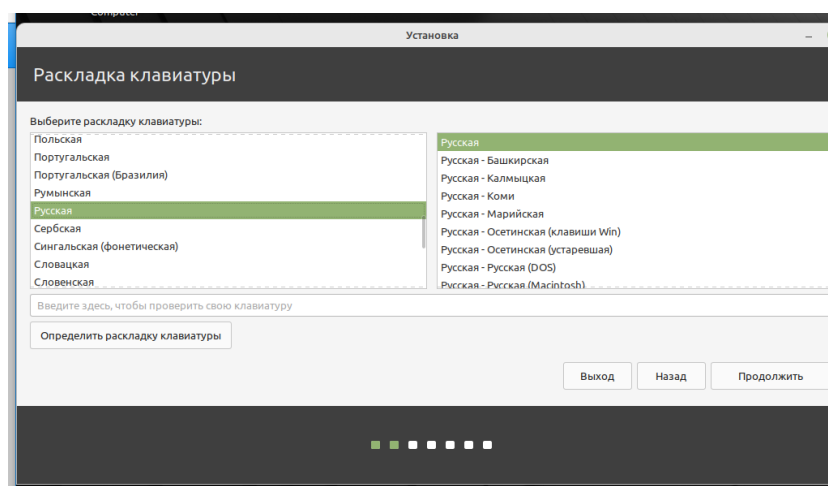 Computer
Установка
Раскладка клавиатуры
Выберите раскладку клавиатуры:
Польская
Португальская
Португальская (Бразилия)
Румынская
Русская
Сербская
Сингальская (фонетическая)
Словацкая
Словенская
Русская
Русская - Башкирская
Русская - Калмыцкая
Русская - Коми
Русская - Марийская
Русская - Осетинская (клавиши Win)
Русская - Осетинская (устаревшая)
Русская - Русская (DOS)
Русская - Русская (Macintosh)
Введите здесь, чтобы проверить свою клавиатуру
Определить раскладку клавиатуры
Выход
Назад
Продолжить